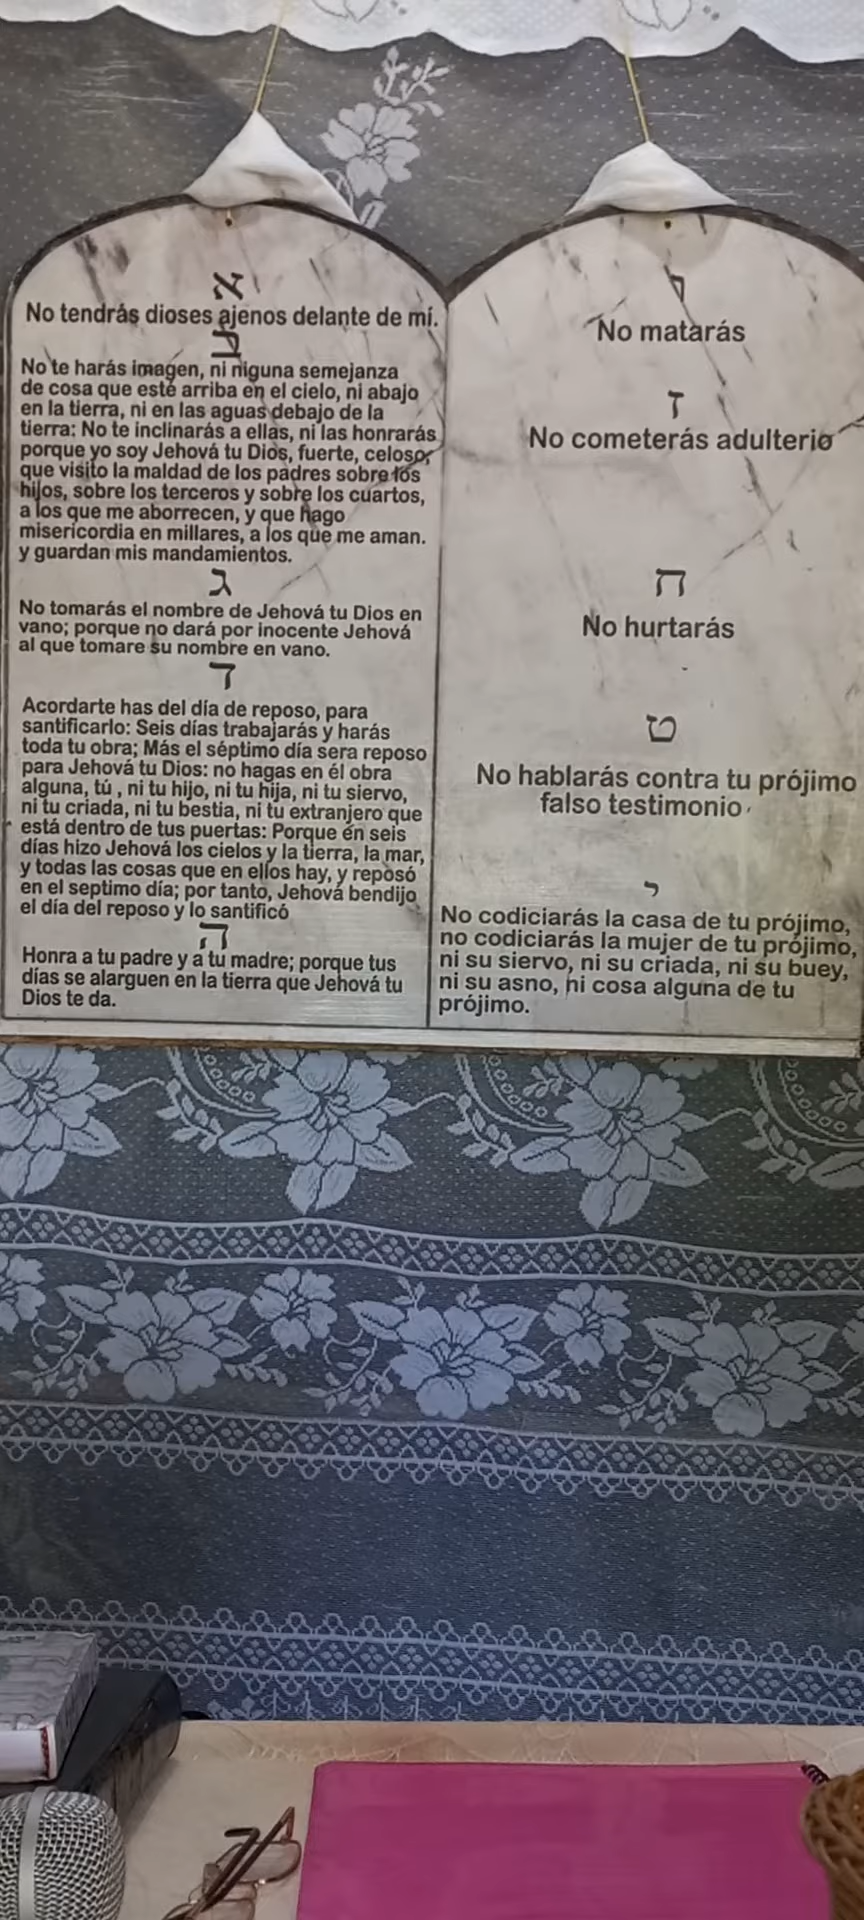 א
No tendrás dioses ajenos delante de mí.
ב
No te harás imagen, ni niguna semejanza
de cosa que esté arriba en el cielo, ni abajo
en la tierra, ni en las aguas debajo de la
tierra: No te inclinarás a ellas, ni las honrarás
porque yo soy Jehová tu Dios, fuerte, celoso,
que visito la maldad de los padres sobre los
hijos, sobre los terceros y sobre los cuartos,
a los que me aborrecen, y que hago
misericordia en millares, a los que me aman.
y guardan mis mandamientos.
ג
No tomarás el nombre de Jehová tu Dios en
vano; porque no dará por inocente Jehová
al que tomare su nombre en vano.
ד
Acordarte has del día de reposo, para
santificarlo: Seis días trabajarás y harás
toda tu obra; Más el séptimo día sera reposo
para Jehová tu Dios: no hagas en él obra
alguna, tú , ni tu hijo, ni tu hija, ni tu siervo,
ni tu criada, ni tu bestia, ni tu extranjero que
está dentro de tus puertas: Porque en seis
días hizo Jehová los cielos y la tierra, la mar,
y todas las cosas que en ellos hay, y reposó
en el septimo día; por tanto, Jehová bendijo
el día del reposo y lo santificó
ה
Honra a tu padre y a tu madre; porque tus
días se alarguen en la tierra que Jehová tu
Dios te da.
ו
No matarás
ז
No cometerás adulterio
ח
No hurtarás
ט
No hablarás contra tu prójimo
falso testimonio
י
No codiciarás la casa de tu prójimo,
no codiciarás la mujer de tu prójimo,
ni su siervo, ni su criada, ni su buey,
ni su asno, ni cosa alguna de tu
prójimo.